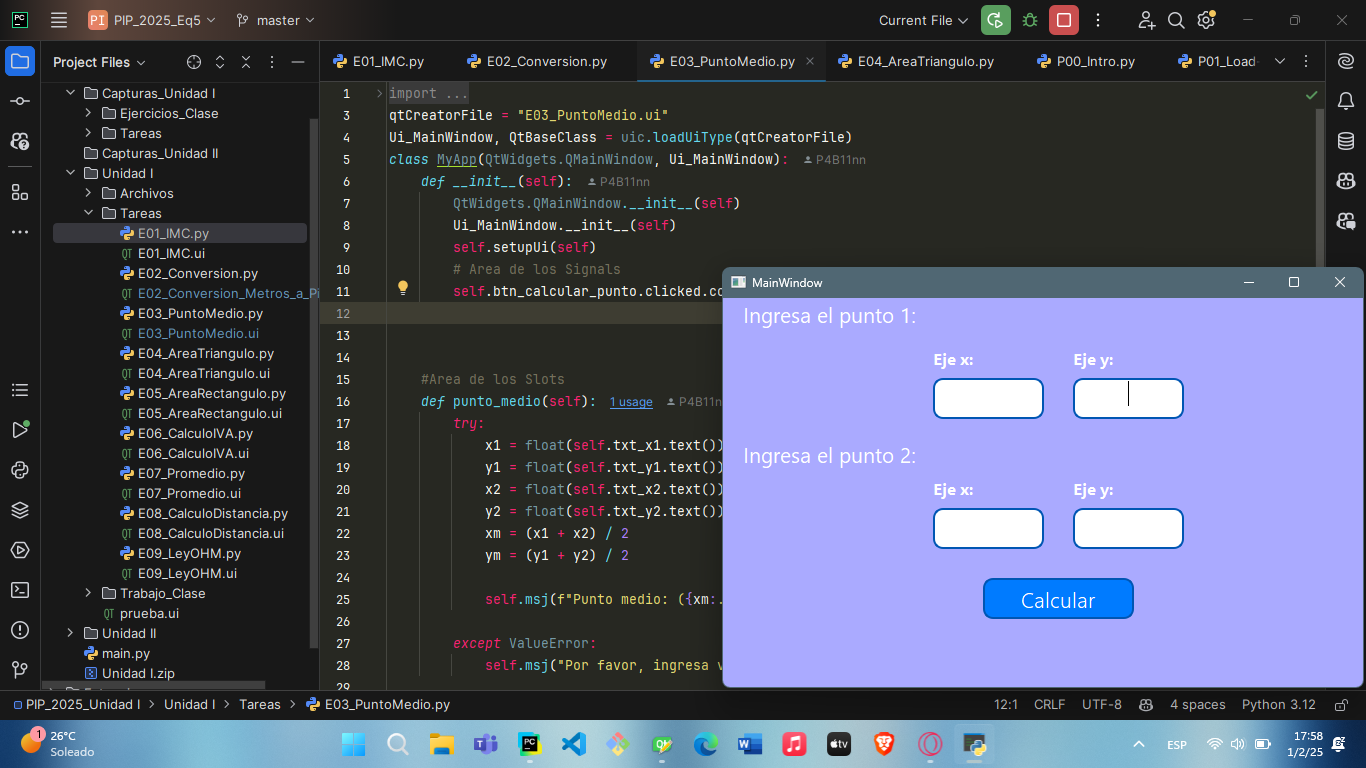 PI PIP_2025_Eq5 master Current File
Project Files
E01_IMC.py E02_Conversion.py E03_PuntoMedio.py E04_AreaTriangulo.py P00_Intro.py P01_Load
Capturas_Unidad I
Ejercicios_Clase
Tareas
Capturas_Unidad II
Unidad I
Archivos
Tareas
E01_IMC.py
E01_IMC.ui
E02_Conversion.py
E02_Conversion_Metros_a_Pi
E03_PuntoMedio.py
E03_PuntoMedio.ui
E04_AreaTriangulo.py
E04_AreaTriangulo.ui
E05_AreaRectangulo.py
E05_AreaRectangulo.ui
E06_CalculoIVA.py
E06_CalculoIVA.ui
E07_Promedio.py
E07_Promedio.ui
E08_CalculoDistancia.py
E08_CalculoDistancia.ui
E09_LeyOHM.py
E09_LeyOHM.ui
Trabajo_Clase
prueba.ui
Unidad II
main.py
Unidad I.zip
1 import ...
3 qtCreatorFile = "E03_PuntoMedio.ui"
4 Ui_MainWindow, QtBaseClass = uic.loadUiType(qtCreatorFile)
5 class MyApp(QtWidgets.QMainWindow, Ui_MainWindow): P4B11nn
6 def __init__(self): P4B11nn
7 QtWidgets.QMainWindow.__init__(self)
8 Ui_MainWindow.__init__(self)
9 self.setupUi(self)
10 # Area de los Signals
11 self.btn_calcular_punto.clicked.co
12
13
14
15 #Area de los Slots
16 def punto_medio(self): 1 usage P4B11n
17 try:
18 x1 = float(self.txt_x1.text())
19 y1 = float(self.txt_y1.text())
20 x2 = float(self.txt_x2.text())
21 y2 = float(self.txt_y2.text())
22 xm = (x1 + x2) / 2
23 ym = (y1 + y2) / 2
24
25 self.msj(f"Punto medio: ({xm:.
26
27 except ValueError:
28 self.msj("Por favor, ingresa v
29
MainWindow
Ingresa el punto 1:
Eje x: Eje y:
Ingresa el punto 2:
Eje x: Eje y:
Calcular
PIP_2025_Unidad I Unidad I Tareas E03_PuntoMedio.py 12:1 CRLF UTF-8 4 spaces Python 3.12
1 26°C
Soleado
ESP
17:58
1/2/25